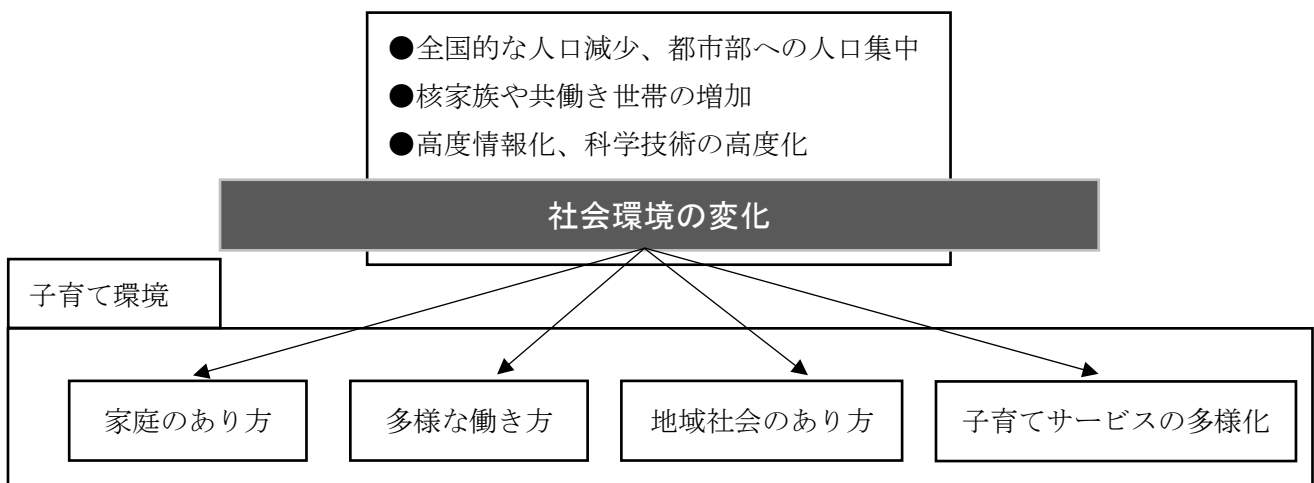 ●全国的な人口減少、都市部への人口集中
●核家族や共働き世帯の増加
●高度情報化、科学技術の高度化
社会環境の変化
子育て環境
家庭のあり方
多様な働き方
地域社会のあり方
子育てサービスの多様化